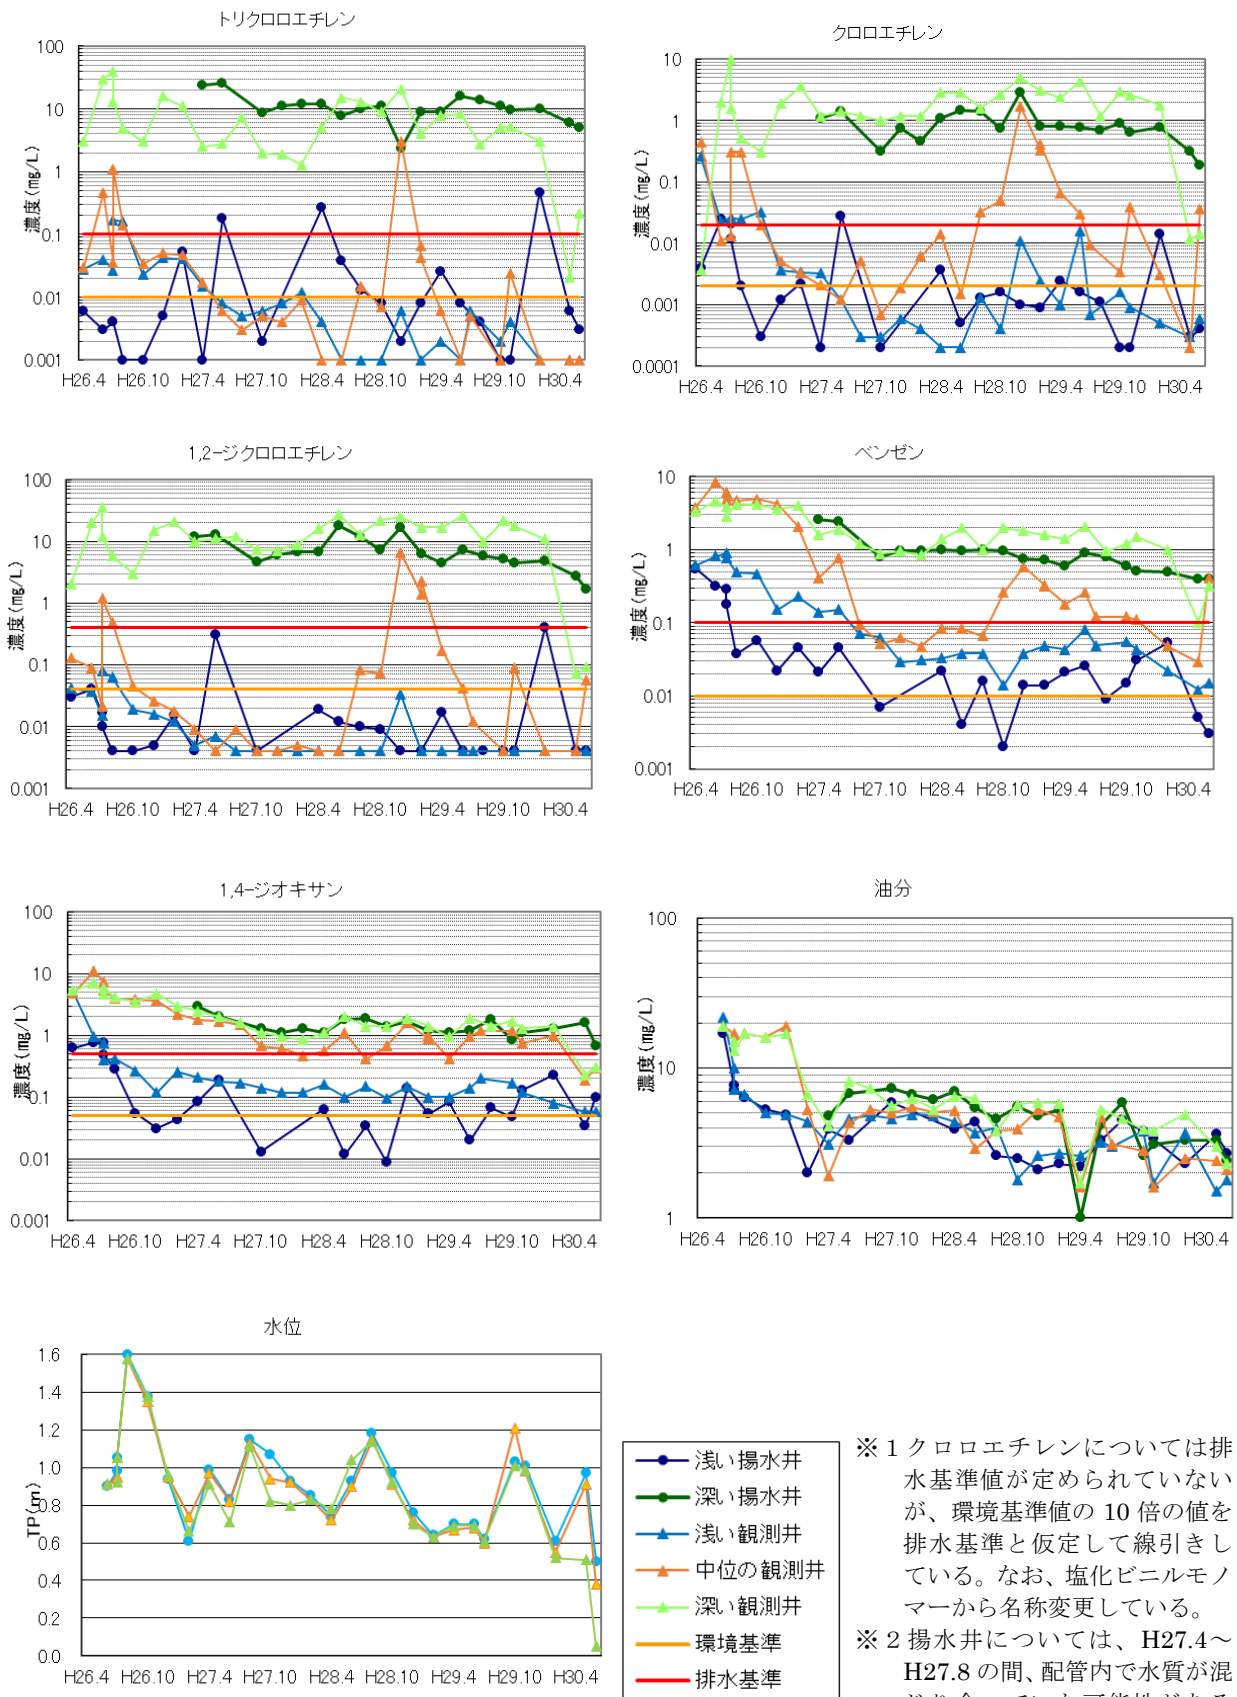 トリクロロエチレン
濃度(mg/L)
100
10
1
0.1
0.01
0.001
H26.4 H26.10 H27.4 H27.10 H28.4 H28.10 H29.4 H29.10 H30.4
クロロエチレン
濃度(mg/L)
10
1
0.1
0.01
0.001
0.0001
H26.4 H26.10 H27.4 H27.10 H28.4 H28.10 H29.4 H29.10 H30.4
1,2-ジクロロエチレン
濃度(mg/L)
100
10
1
0.1
0.01
0.001
H26.4 H26.10 H27.4 H27.10 H28.4 H28.10 H29.4 H29.10 H30.4
ベンゼン
濃度(mg/L)
10
1
0.1
0.01
0.001
H26.4 H26.10 H27.4 H27.10 H28.4 H28.10 H29.4 H29.10 H30.4
1,4-ジオキサン
濃度(mg/L)
100
10
1
0.1
0.01
0.001
H26.4 H26.10 H27.4 H27.10 H28.4 H28.10 H29.4 H29.10 H30.4
油分
濃度(mg/L)
100
10
1
H26.4 H26.10 H27.4 H27.10 H28.4 H28.10 H29.4 H29.10 H30.4
水位
TP(m)
1.6
1.4
1.2
1.0
0.8
0.6
0.4
0.2
0.0
H26.4 H26.10 H27.4 H27.10 H28.4 H28.10 H29.4 H29.10 H30.4
浅い揚水井
深い揚水井
浅い観測井
中位の観測井
深い観測井
環境基準
排水基準
※1クロロエチレンについては排
水基準値が定められていない
が、環境基準値の 10 倍の値を
排水基準と仮定して線引きし
ている。なお、塩化ビニルモノ
マーから名称変更している。
※2揚水井については、H27.4～
H27.8 の間、配管内で水質が混